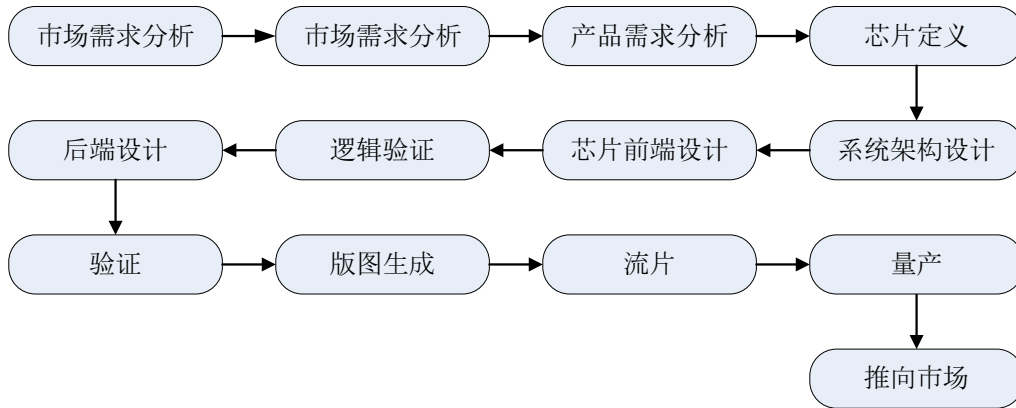 市场需求分析
市场需求分析
产品需求分析
芯片定义
系统架构设计
芯片前端设计
逻辑验证
后端设计
验证
版图生成
流片
量产
推向市场